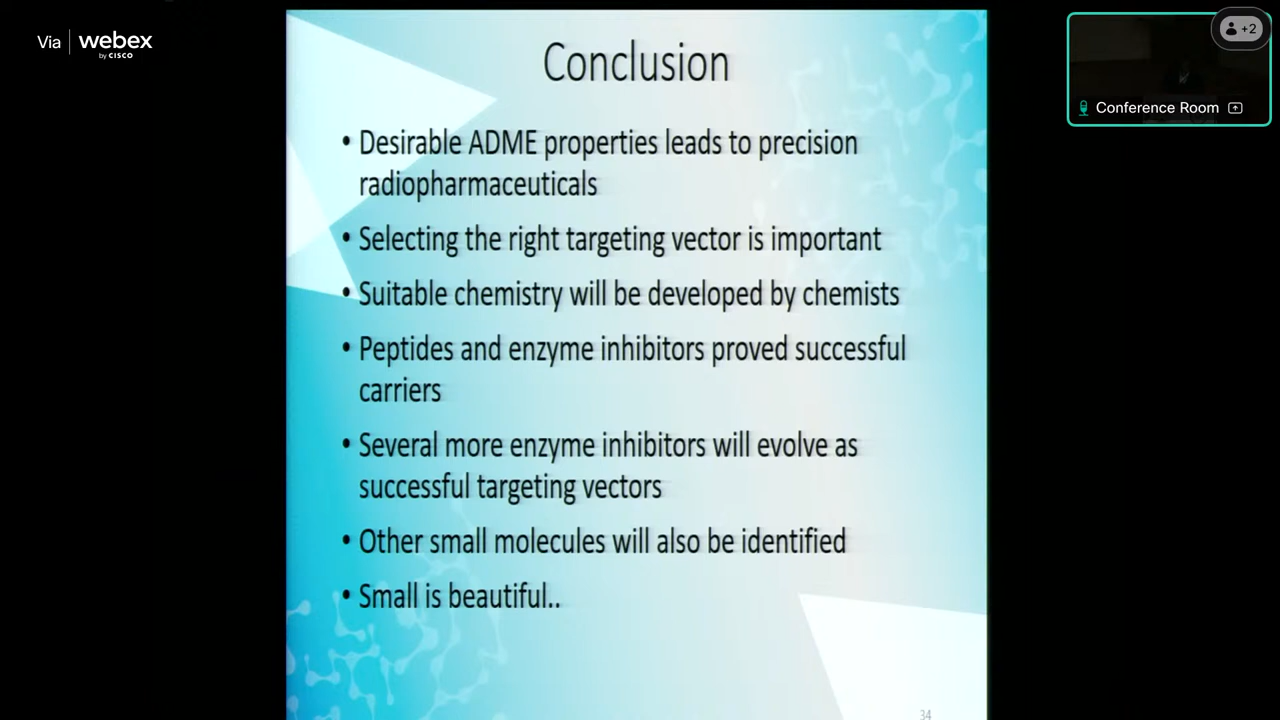 Via webex
by CISCO
+2
Conference Room
Conclusion
• Desirable ADME properties leads to precision
radiopharmaceuticals
• Selecting the right targeting vector is important
• Suitable chemistry will be developed by chemists
• Peptides and enzyme inhibitors proved successful
carriers
• Several more enzyme inhibitors will evolve as
successful targeting vectors
• Other small molecules will also be identified
• Small is beautiful..
34